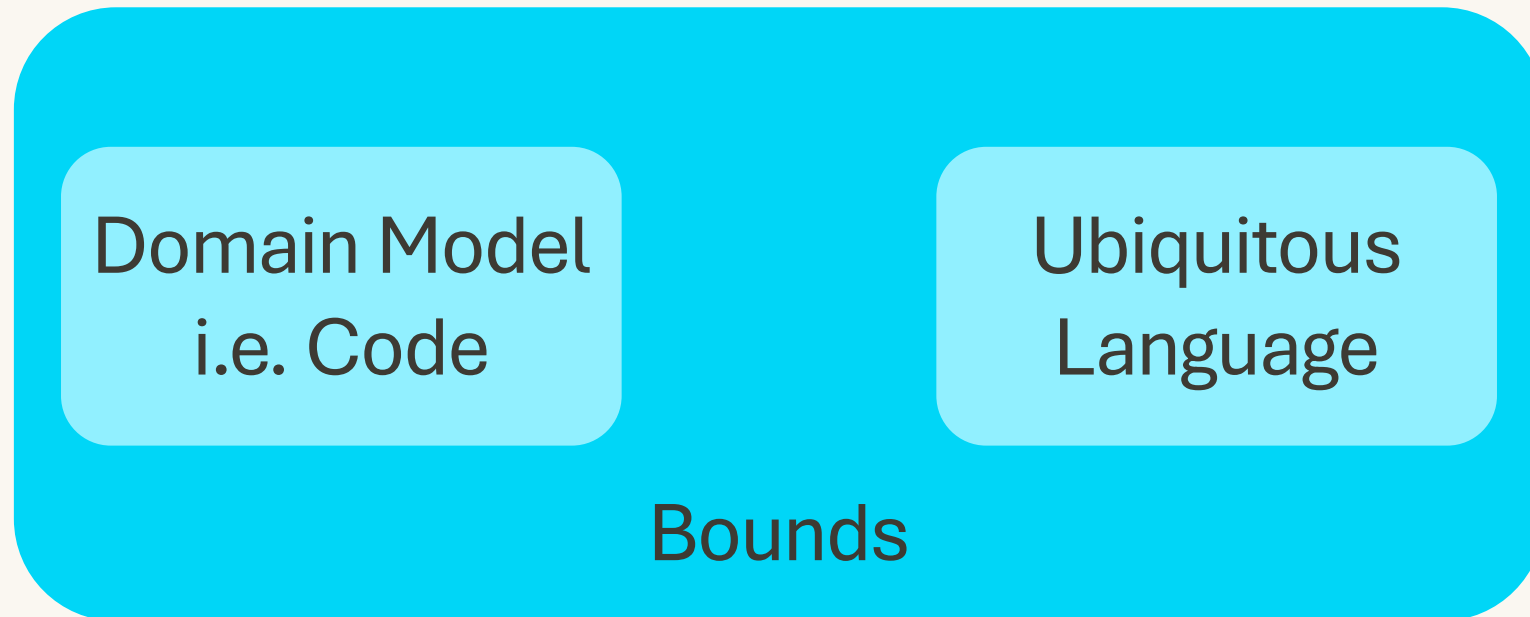 Domain Model
i.e. Code
Ubiquitous
Language
Bounds